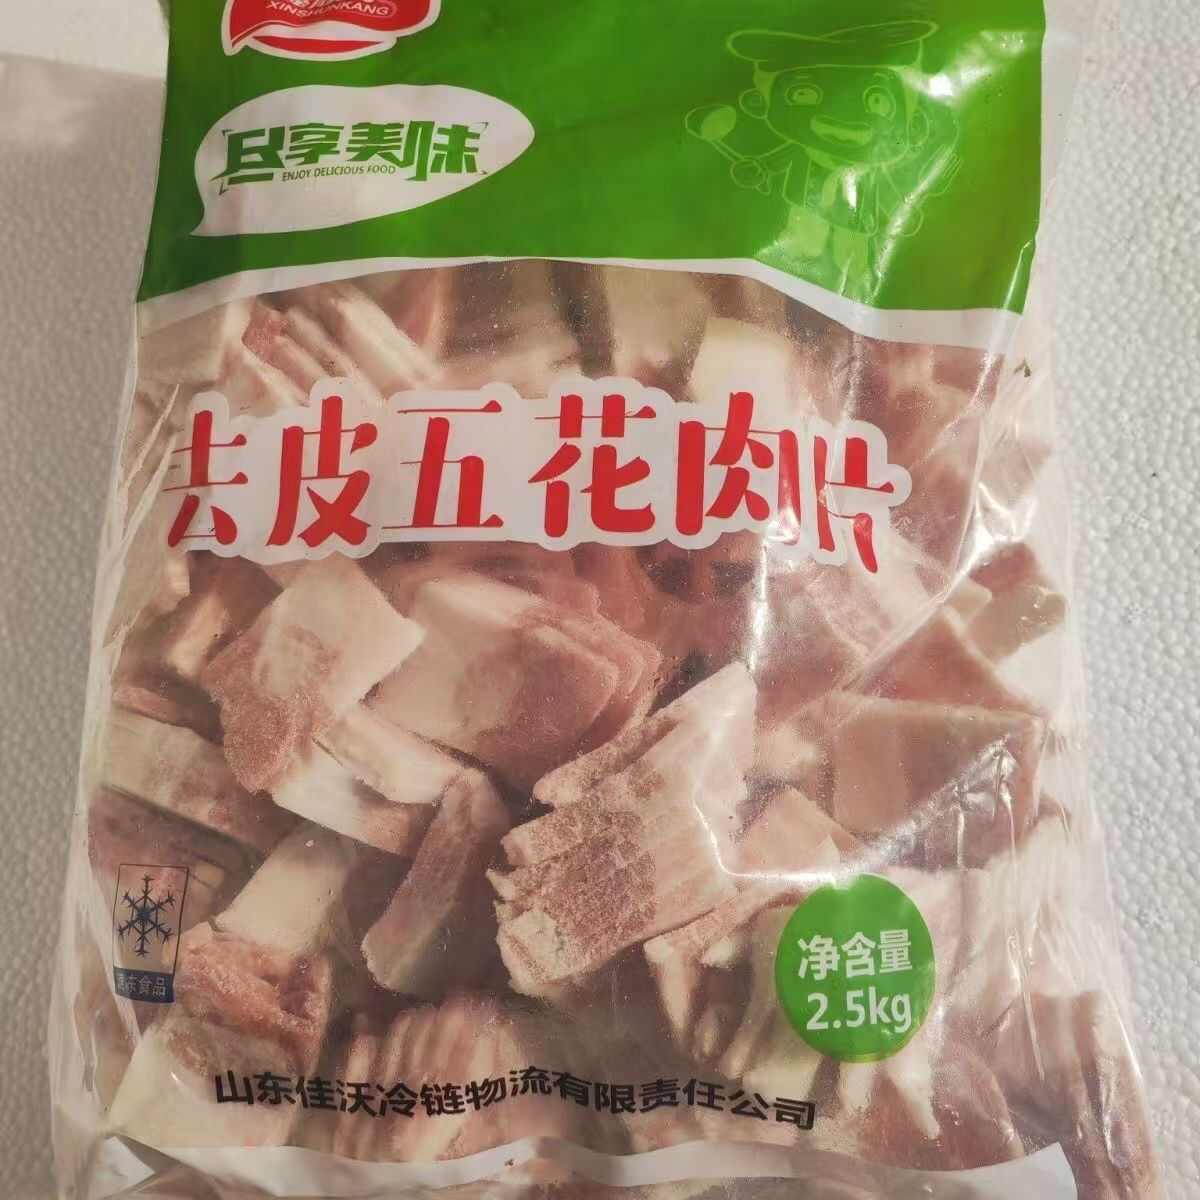 XINSHUNKANG
尽享美味
ENJOY DELICIOUS FOOD
去皮五花肉片
净含量
2.5kg
速冻食品
山东佳沃冷链物流有限责任公司